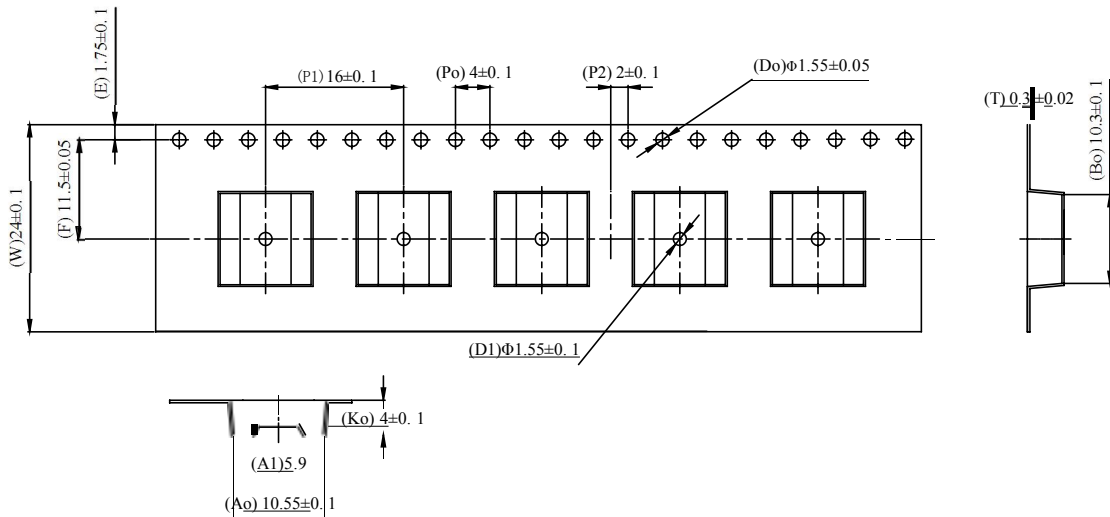 (E) 1.75±0. 1
(P1) 16±0. 1
(Po) 4±0. 1
(P2) 2±0. 1
(Do)Φ1.55±0.05
(T) 0.3±0.02
(Bo) 10.3±0. 1
(F) 11.5±0.05
(W)24±0. 1
(D1)Φ1.55±0. 1
(Ko) 4±0. 1
(A1)5.9
(Ao) 10.55±0. 1